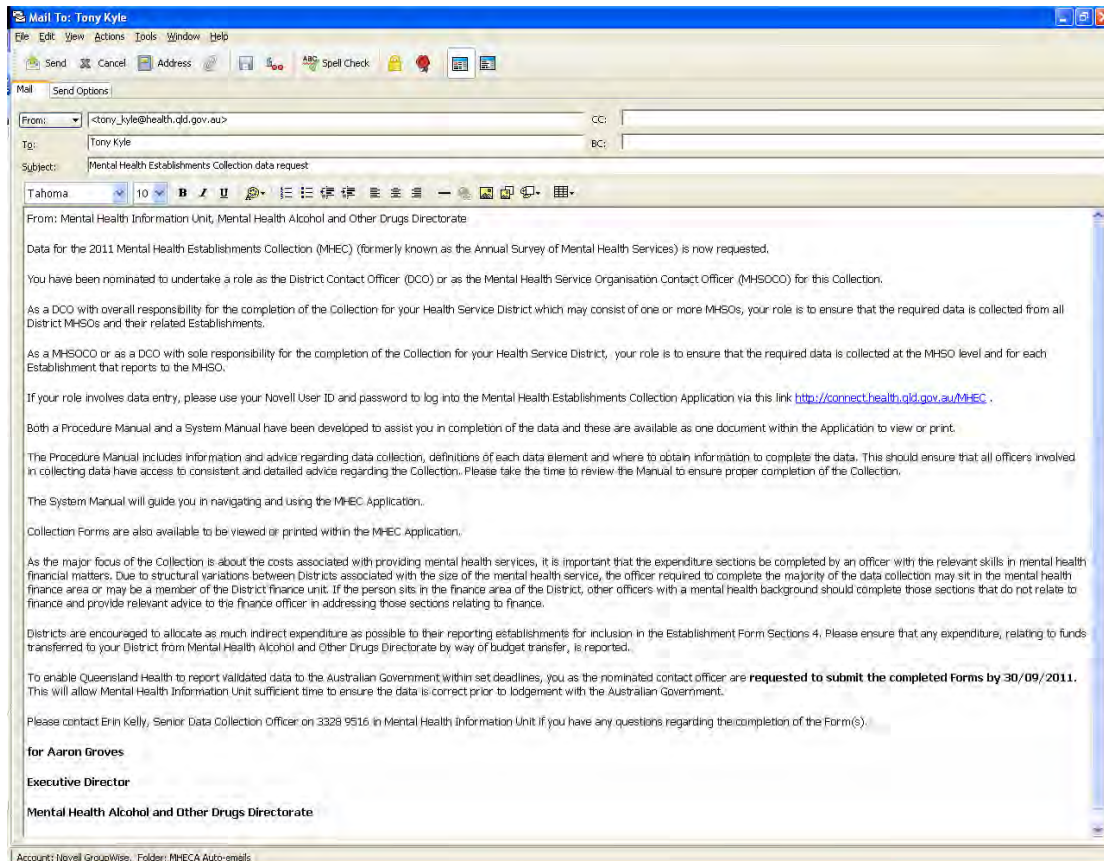 Mail To: Tony Kyle
File Edit View Actions Tools Window Help
Send Cancel Address ABC Spell Check
Mail Send Options
From: <tony_kyle@health.qld.gov.au> CC:
To: Tony Kyle BC:
Subject: Mental Health Establishments Collection data request
Tahoma 10 B I U
From: Mental Health Information Unit, Mental Health Alcohol and Other Drugs Directorate
Data for the 2011 Mental Health Establishments Collection (MHEC) (formerly known as the Annual Survey of Mental Health Services) is now requested.
You have been nominated to undertake a role as the District Contact Officer (DCO) or as the Mental Health Service Organisation Contact Officer (MHSOCO) for this Collection.
As a DCO with overall responsibility for the completion of the Collection for your Health Service District which may consist of one or more MHSOs, your role is to ensure that the required data is collected from all
District MHSOs and their related Establishments.
As a MHSOCO or as a DCO with sole responsibility for the completion of the Collection for your Health Service District, your role is to ensure that the required data is collected at the MHSO level and for each
Establishment that reports to the MHSO.
If your role involves data entry, please use your Novell User ID and password to log into the Mental Health Establishments Collection Application via this link http://connect.health.qld.gov.au/MHEC .
Both a Procedure Manual and a System Manual have been developed to assist you in completion of the data and these are available as one document within the Application to view or print.
The Procedure Manual includes information and advice regarding data collection, definitions of each data element and where to obtain information to complete the data. This should ensure that all officers involved
in collecting data have access to consistent and detailed advice regarding the Collection. Please take the time to review the Manual to ensure proper completion of the Collection.
The System Manual will guide you in navigating and using the MHEC Application.
Collection Forms are also available to be viewed or printed within the MHEC Application.
As the major focus of the Collection is about the costs associated with providing mental health services, it is important that the expenditure sections be completed by an officer with the relevant skills in mental health
financial matters. Due to structural variations between Districts associated with the size of the mental health service, the officer required to complete the majority of the data collection may sit in the mental health
finance area or may be a member of the District finance unit. If the person sits in the finance area of the District, other officers with a mental health background should complete those sections that do not relate to
finance and provide relevant advice to the finance officer in addressing those sections relating to finance.
Districts are encouraged to allocate as much indirect expenditure as possible to their reporting establishments for inclusion in the Establishment Form Sections 4. Please ensure that any expenditure, relating to funds
transferred to your District from Mental Health Alcohol and Other Drugs Directorate by way of budget transfer, is reported.
To enable Queensland Health to report validated data to the Australian Government within set deadlines, you as the nominated contact officer are requested to submit the completed Forms by 30/09/2011.
This will allow Mental Health Information Unit sufficient time to ensure the data is correct prior to lodgement with the Australian Government.
Please contact Erin Kelly, Senior Data Collection Officer on 3328 9516 in Mental Health Information Unit if you have any questions regarding the completion of the Form(s).
for Aaron Groves
Executive Director
Mental Health Alcohol and Other Drugs Directorate
Account: Novell GroupWise, Folder: MHECA Auto-emails